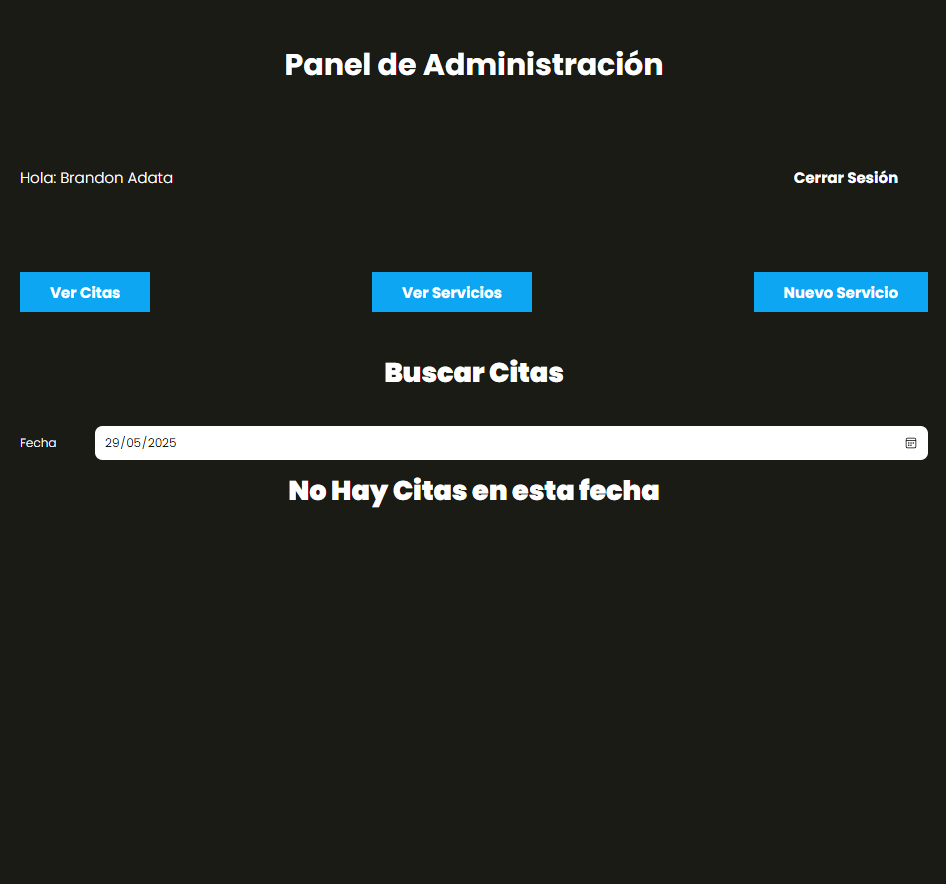 Panel de Administración
Hola: Brandon Adata
Cerrar Sesión
Ver Citas
Ver Servicios
Nuevo Servicio
Buscar Citas
Fecha
29/05/2025
No Hay Citas en esta fecha